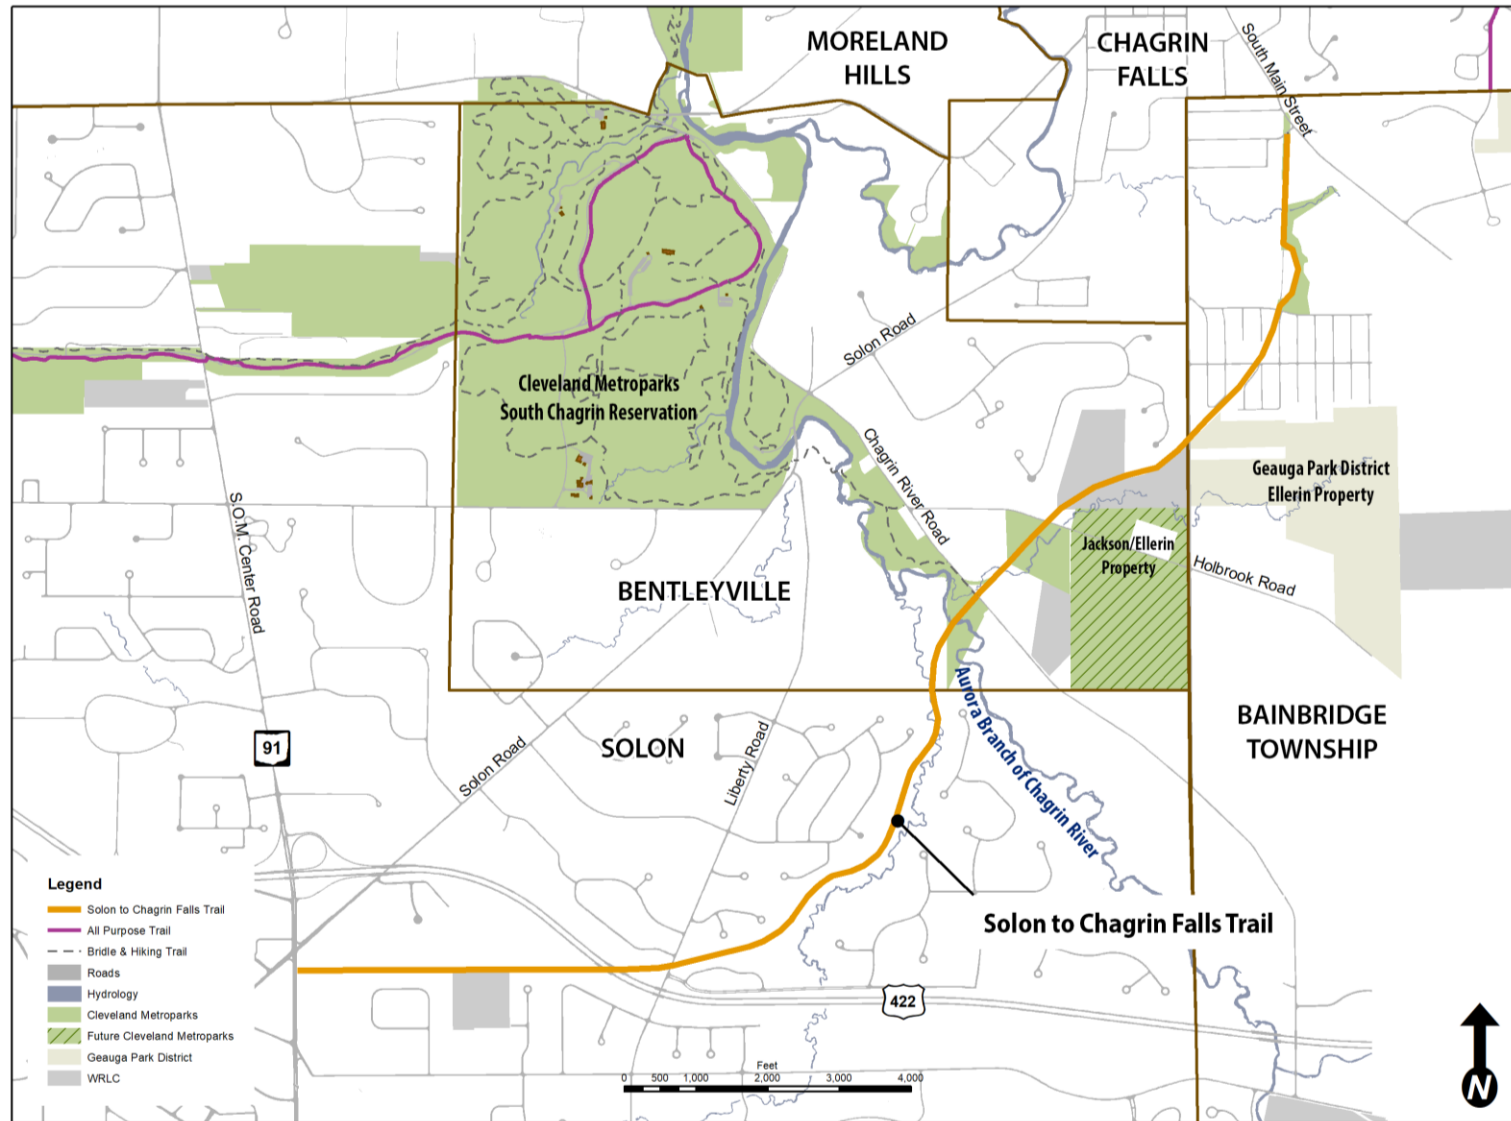 MORELAND
HILLS
CHAGRIN
FALLS
South Main Street
Solon Road
Cleveland Metroparks
South Chagrin Reservation
Chagrin River Road
Geauga Park District
Ellerin Property
Jackson/Ellerin
Property
Holbrook Road
S.O.M. Center Road
BENTLEYVILLE
Aurora Branch of Chagrin River
BAINBRIDGE
TOWNSHIP
91
SOLON
Solon Road
Liberty Road
Solon to Chagrin Falls Trail
422
Legend
Solon to Chagrin Falls Trail
All Purpose Trail
Bridle & Hiking Trail
Roads
Hydrology
Cleveland Metroparks
Future Cleveland Metroparks
Geauga Park District
WRLC
Feet
0 500 1,000 2,000 3,000 4,000
N